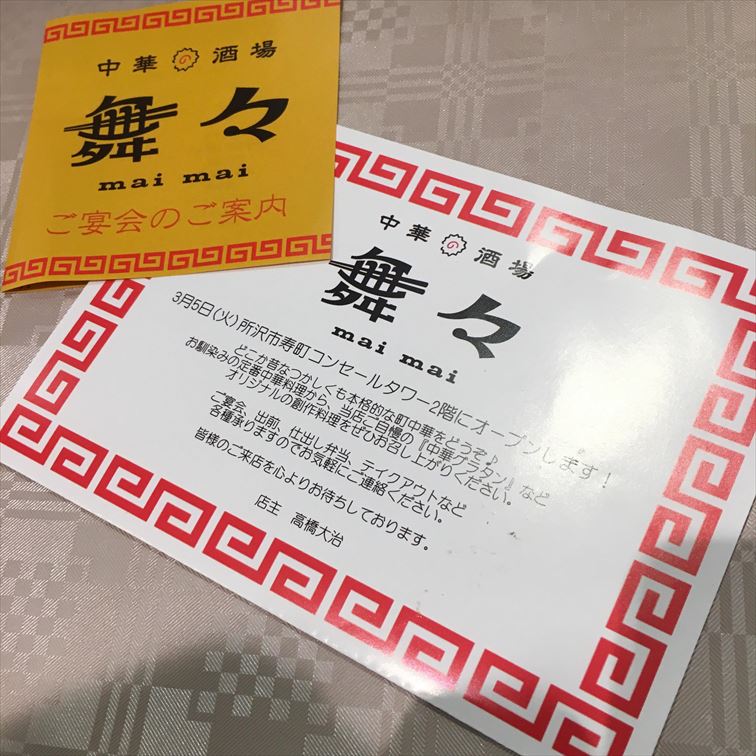 中華の酒場
舞々
mai mai
ご宴会のご案内
中華の酒場
舞々
mai mai
3月5日(火)所沢市寿町コンセールタワー2階にオープンします!
どこか昔なつかしくも本格的な町中華をどうぞ♪
お馴染みの定番中華料理から、当店ご自慢の『中華グラタン』など
オリジナルの創作料理をぜひお召し上がりください。
ご宴会、出前、仕出し弁当、テイクアウトなど
各種承りますのでお気軽にご連絡ください。
皆様のご来店を心よりお待ちしております。
店主 高橋大治